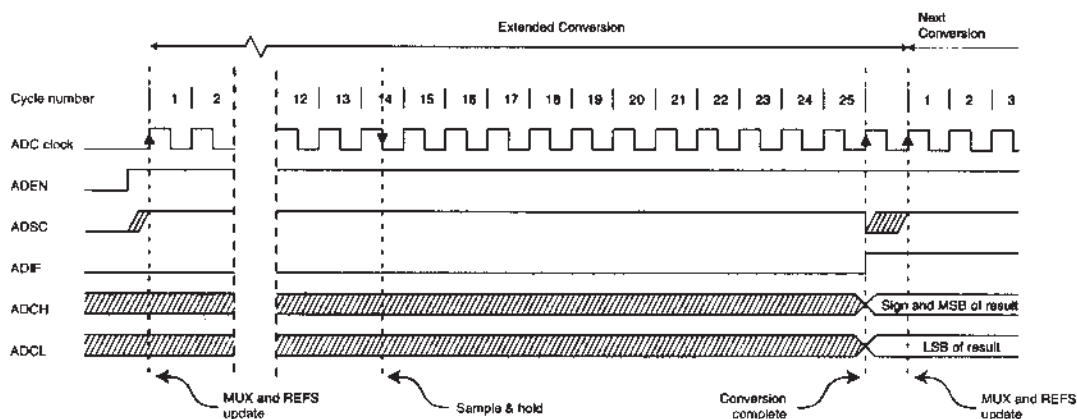 Extended Conversion
Next
Conversion
Cycle number 1 2 12 13 14 15 16 17 18 19 20 21 22 23 24 25 1 2 3
ADC clock
ADEN
ADSC
ADIF
ADCH
Sign and MSB of result
ADCL
LSB of result
MUX and REFS
update
Sample & hold
Conversion
complete
MUX and REFS
update